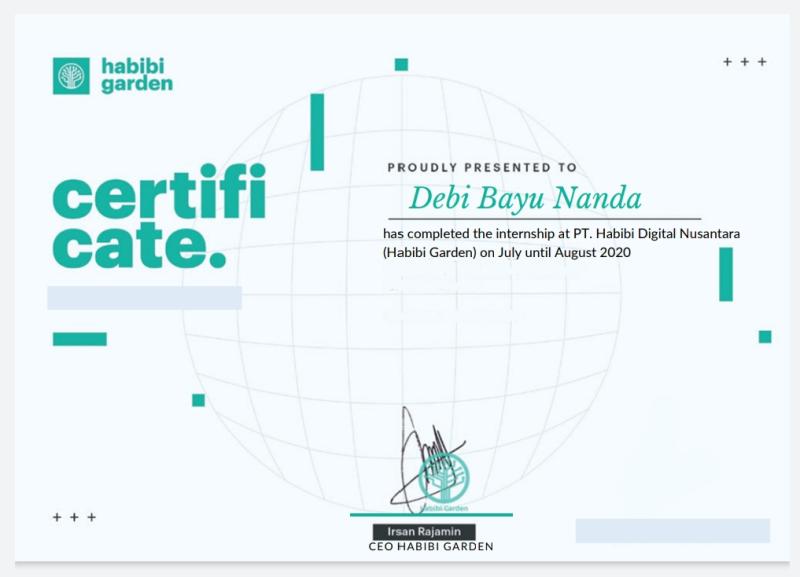 habibi
garden
+ + +
certifi
cate.
PROUDLY PRESENTED TO
Debi Bayu Nanda
has completed the internship at PT. Habibi Digital Nusantara
(Habibi Garden) on July until August 2020
Habibi Garden
+ + +
Irsan Rajamin
CEO HABIBI GARDEN